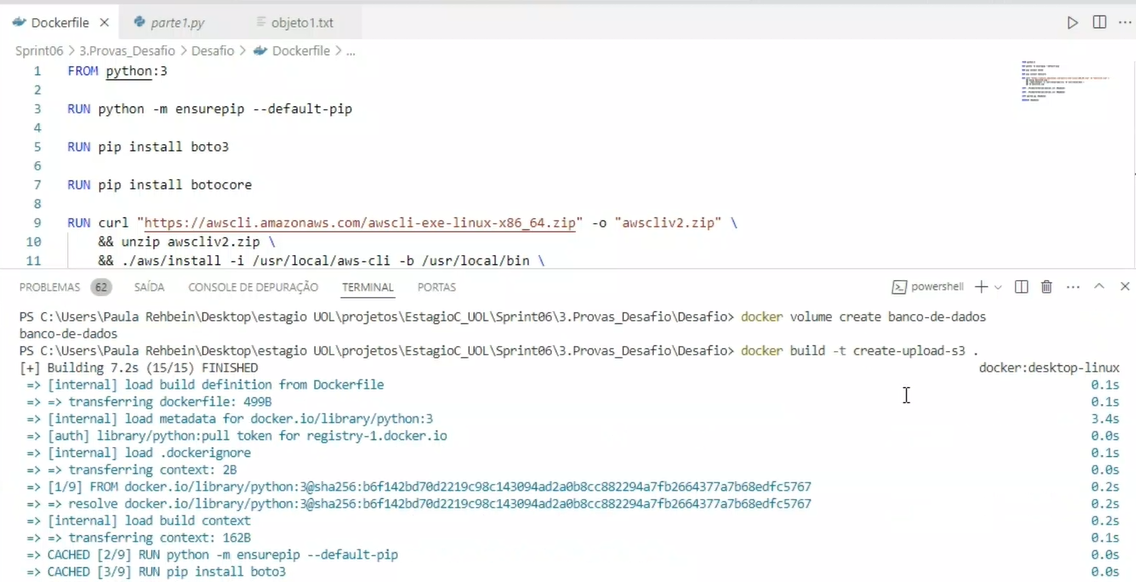 Dockerfile × parte1.py objeto1.txt
Sprint06 > 3.Provas_Desafio > Desafio > Dockerfile > ...
1 FROM python:3
2
3 RUN python -m ensurepip --default-pip
4
5 RUN pip install boto3
6
7 RUN pip install botocore
8
9 RUN curl "https://awscli.amazonaws.com/awscli-exe-linux-x86_64.zip" -o "awscliv2.zip" \
10 && unzip awscliv2.zip \
11 && ./aws/install -i /usr/local/aws-cli -b /usr/local/bin \
PROBLEMAS 62 SAÍDA CONSOLE DE DEPURAÇÃO TERMINAL PORTAS powershell
PS C:\Users\Paula Rehbein\Desktop\estagio UOL\projetos\EstagioC_UOL\Sprint06\3.Provas_Desafio\Desafio> docker volume create banco-de-dados
banco-de-dados
PS C:\Users\Paula Rehbein\Desktop\estagio UOL\projetos\EstagioC_UOL\Sprint06\3.Provas_Desafio\Desafio> docker build -t create-upload-s3 .
[+] Building 7.2s (15/15) FINISHED docker:desktop-linux
=> [internal] load build definition from Dockerfile 0.1s
=> => transferring dockerfile: 499B 0.1s
=> [internal] load metadata for docker.io/library/python:3 3.4s
=> [auth] library/python:pull token for registry-1.docker.io 0.0s
=> [internal] load .dockerignore 0.1s
=> => transferring context: 2B 0.0s
=> [1/9] FROM docker.io/library/python:3@sha256:b6f142bd70d2219c98c143094ad2a0b8cc882294a7fb2664377a7b68edfc5767 0.2s
=> => resolve docker.io/library/python:3@sha256:b6f142bd70d2219c98c143094ad2a0b8cc882294a7fb2664377a7b68edfc5767 0.2s
=> [internal] load build context 0.2s
=> => transferring context: 162B 0.1s
=> CACHED [2/9] RUN python -m ensurepip --default-pip 0.0s
=> CACHED [3/9] RUN pip install boto3 0.0s